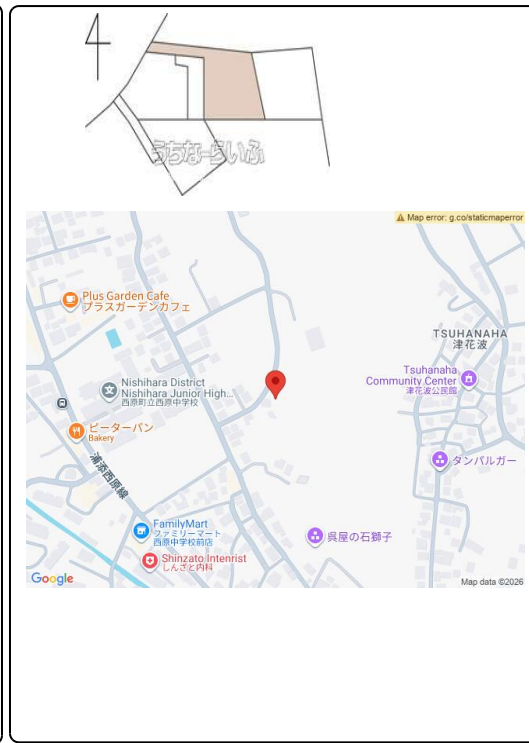 うちなーらいふ
Map error: g.co/staticmaperror
Plus Garden Cafe
プラスガーデンカフェ
TSUHANAHA
津花波
Tsuhanaha
Community Center
津花波公民館
Nishihara District
Nishihara Junior High...
西原町立西原中学校
ピーターパン
Bakery
タンバルガー
浦添西原線
FamilyMart
ファミリーマート
西原中学校前店
呉屋の石獅子
Shinzato Intenrist
しんざと内科
Google
Map data ©2026